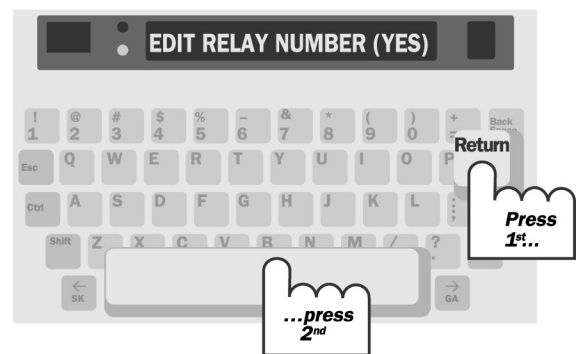 EDIT RELAY NUMBER (YES)
! @ # $ % – & * ( ) + Back
1 2 3 4 5 6 7 8 9 0
Return
Esc Q W E R T Y U I O P
Ctrl A S D F G H J K L ;
Press
1st...
Shift Z X C V B N M / ?
.
← SK
→ GA
...press
2nd